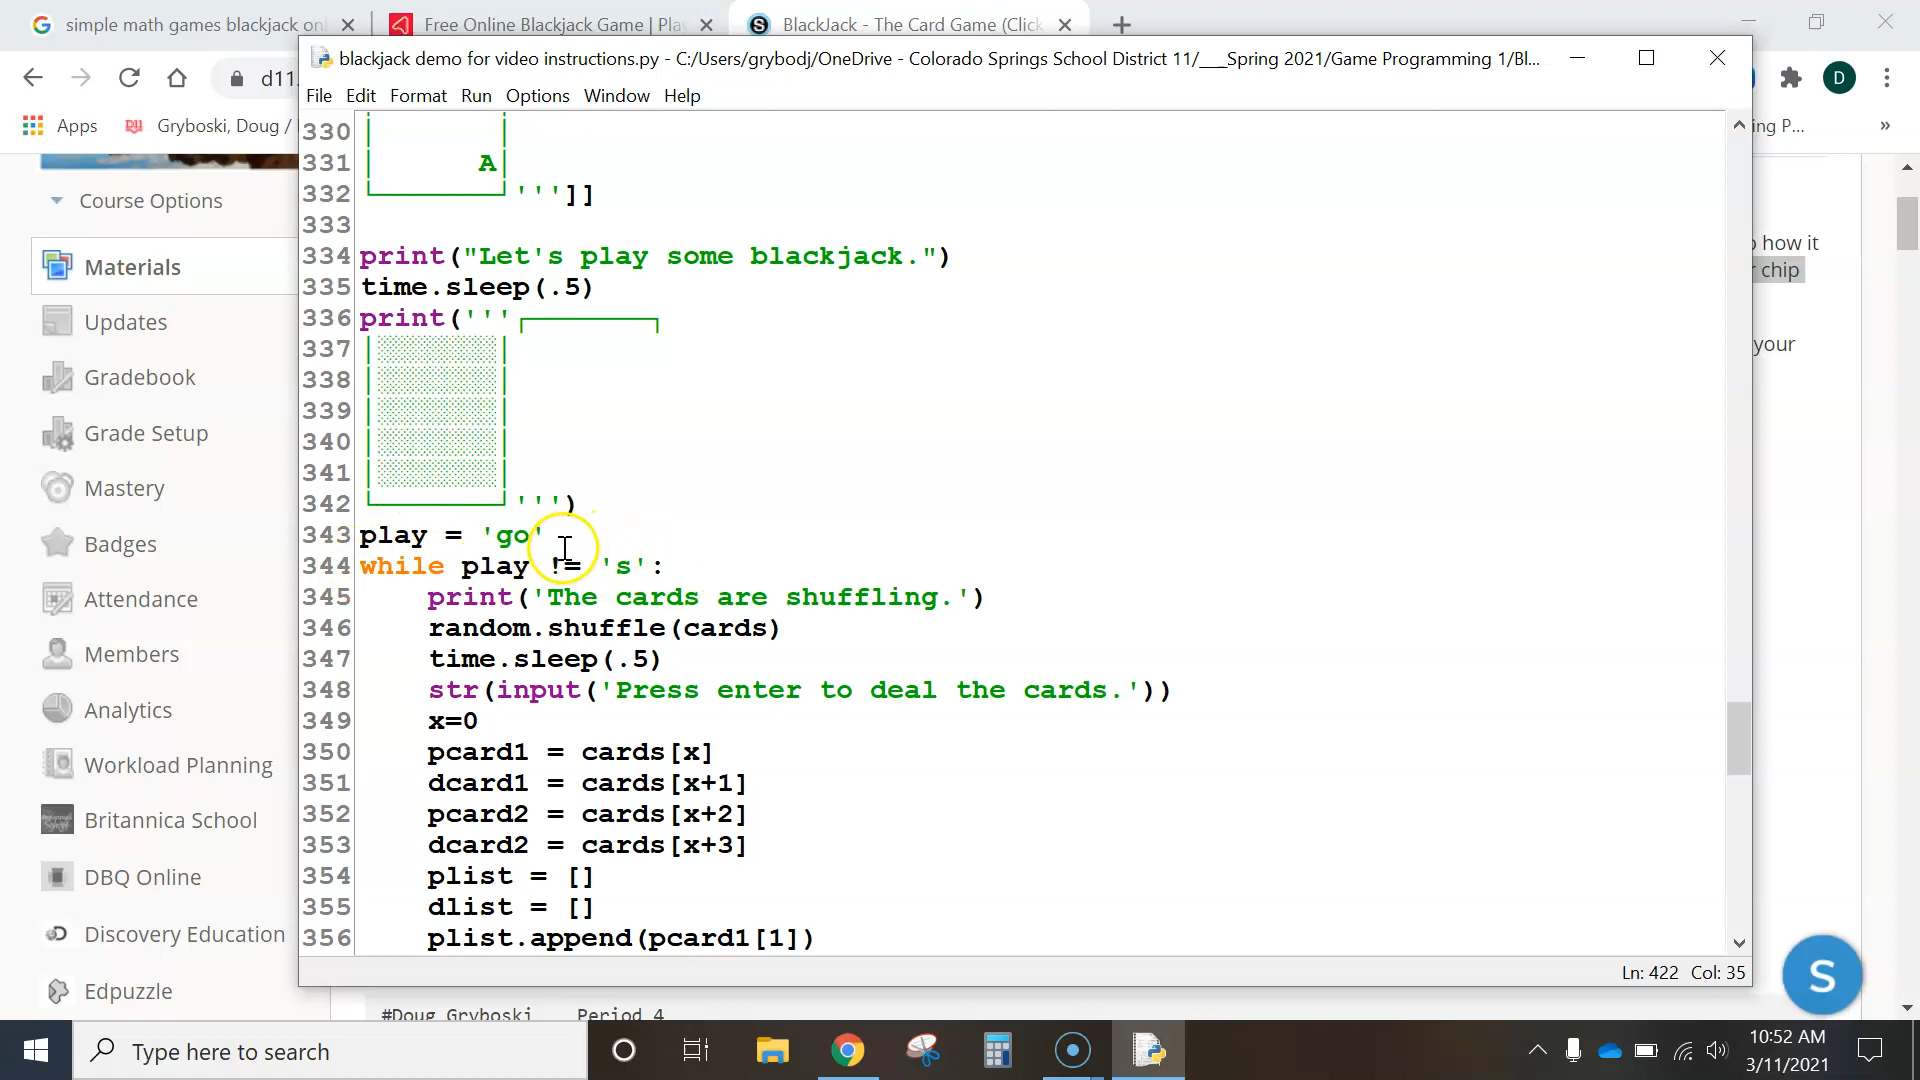 simple math games blackjack onl
Free Online Blackjack Game | Play
BlackJack - The Card Game (Click
blackjack demo for video instructions.py - C:/Users/grybodj/OneDrive - Colorado Springs School District 11/___Spring 2021/Game Programming 1/Bl...
d11.
D
File Edit Format Run Options Window Help
Apps
Gryboski, Doug /
ing P...
»
330
331 A
332 ''']]
333
334 print("Let's play some blackjack.")
335 time.sleep(.5)
336 print('''
337
338
339
340
341
342 ''')
343 play = 'go'
344 while play != 's':
345 print('The cards are shuffling.')
346 random.shuffle(cards)
347 time.sleep(.5)
348 str(input('Press enter to deal the cards.'))
349 x=0
350 pcard1 = cards[x]
351 dcard1 = cards[x+1]
352 pcard2 = cards[x+2]
353 dcard2 = cards[x+3]
354 plist = []
355 dlist = []
356 plist.append(pcard1[1])
Ln: 422 Col: 35
Course Options
Materials
Updates
Gradebook
Grade Setup
Mastery
Badges
Attendance
Members
Analytics
Workload Planning
Britannica School
DBQ Online
Discovery Education
Edpuzzle
how it
chip
your
S
#Doug Gryboski Period 4
Type here to search
10:52 AM
3/11/2021